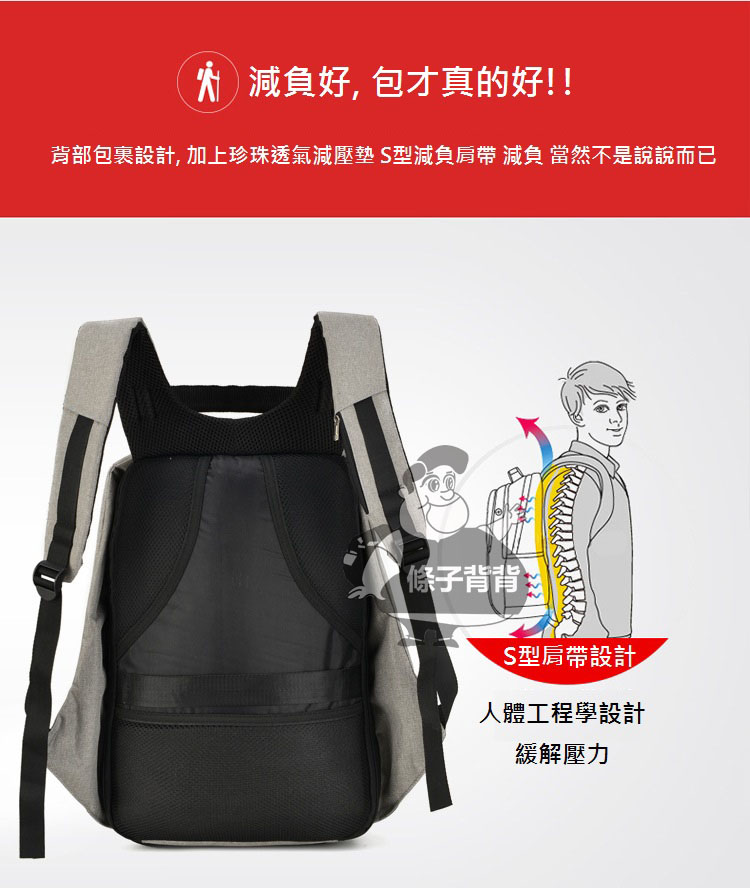 減負好, 包才真的好!!
背部包裹設計, 加上珍珠透氣減壓墊 S型減負肩帶 減負 當然不是說說而已
條子背背
S型肩帶設計
人體工程學設計
緩解壓力